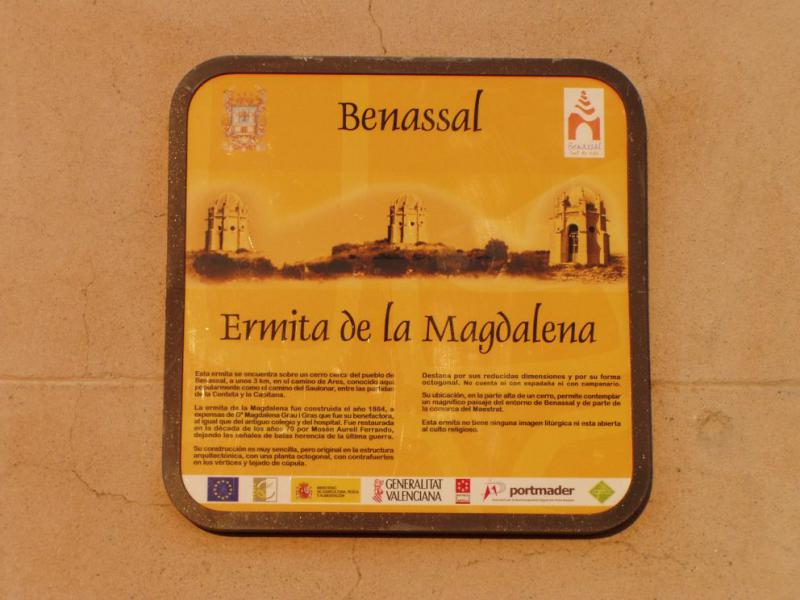 Benassal
Benassal
Ermita de la Magdalena
Esta ermita se encuentra sobre un cerro cerca del pueblo de
Benassal, a unos 3 km, en el camino de Ares, conocido aquí
popularmente como el camino del Saulonar, entre las partidas
de la Centalla y la Capitana.
La ermita de la Magdalena fue construida el año 1884, a
expensas de Dª Magdalena Grau i Gras que fue su benefactora,
al igual que del antiguo colegio y del hospital. Fue restaurada
en la década de los años 70 por Mosén Aureli Ferrando,
dejando las señales de balas herencia de la última guerra.
Su construcción es muy sencilla, pero original en la estructura
arquitectónica, con una planta octogonal, con contrafuertes
en los vértices y tejado de cúpula.
Destaca por sus reducidas dimensiones y por su forma
octogonal. No cuenta ni con espadaña ni con campanario.
Su ubicación, en la parte alta de un cerro, permite contemplar
un magnífico paisaje del entorno de Benassal y de parte de
la comarca del Maestrat.
Esta ermita no tiene ninguna imagen litúrgica ni esta abierta
al culto religioso.
MINISTERIO
DE AGRICULTURA, PESCA
Y ALIMENTACIÓN
GENERALITAT
VALENCIANA
portmader